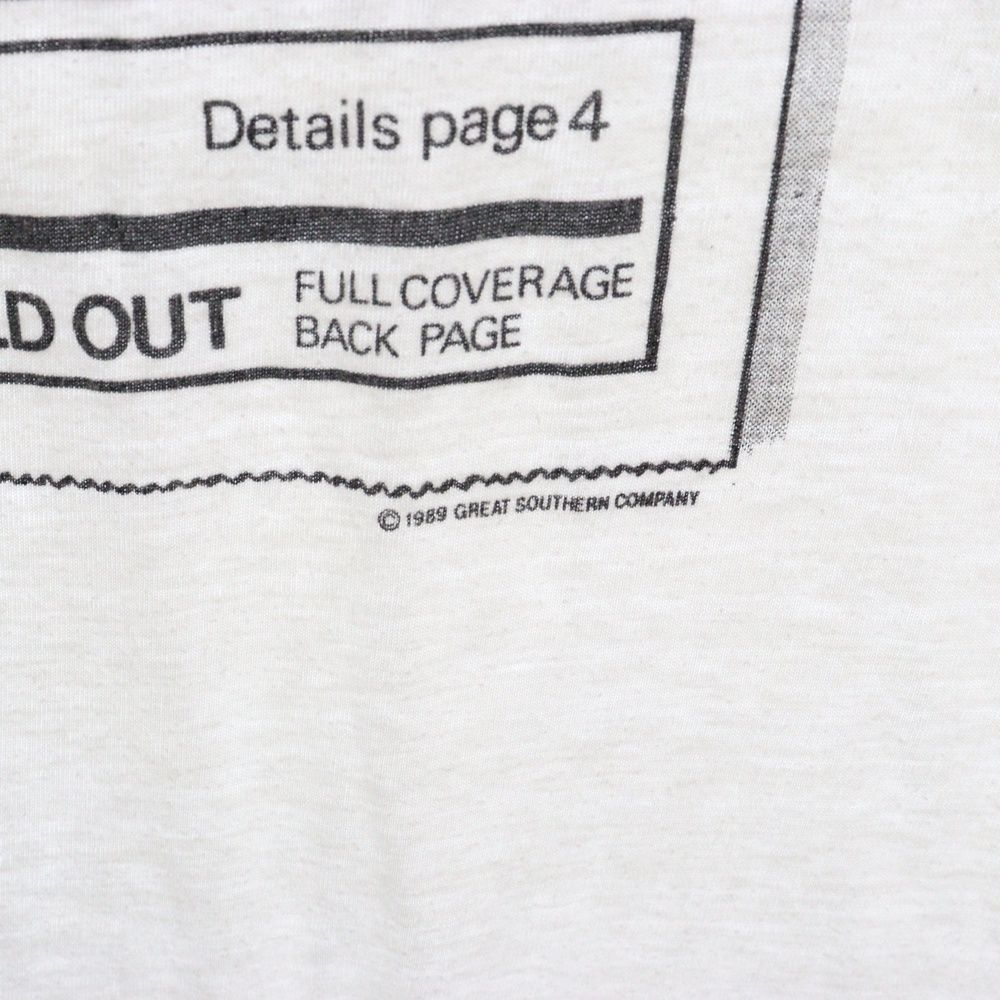 Details page 4
LD OUT
FULL COVERAGE
BACK PAGE
© 1989 GREAT SOUTHERN COMPANY